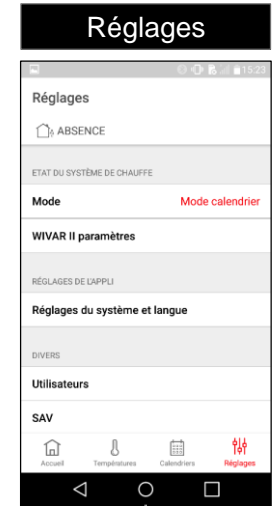 Réglages
15:23
Réglages
ABSENCE
ETAT DU SYSTÈME DE CHAUFFE
Mode Mode calendrier
WIVAR II paramètres
RÉGLAGES DE L'APPLI
Réglages du système et langue
DIVERS
Utilisateurs
SAV
Accueil Températures Calendriers Réglages